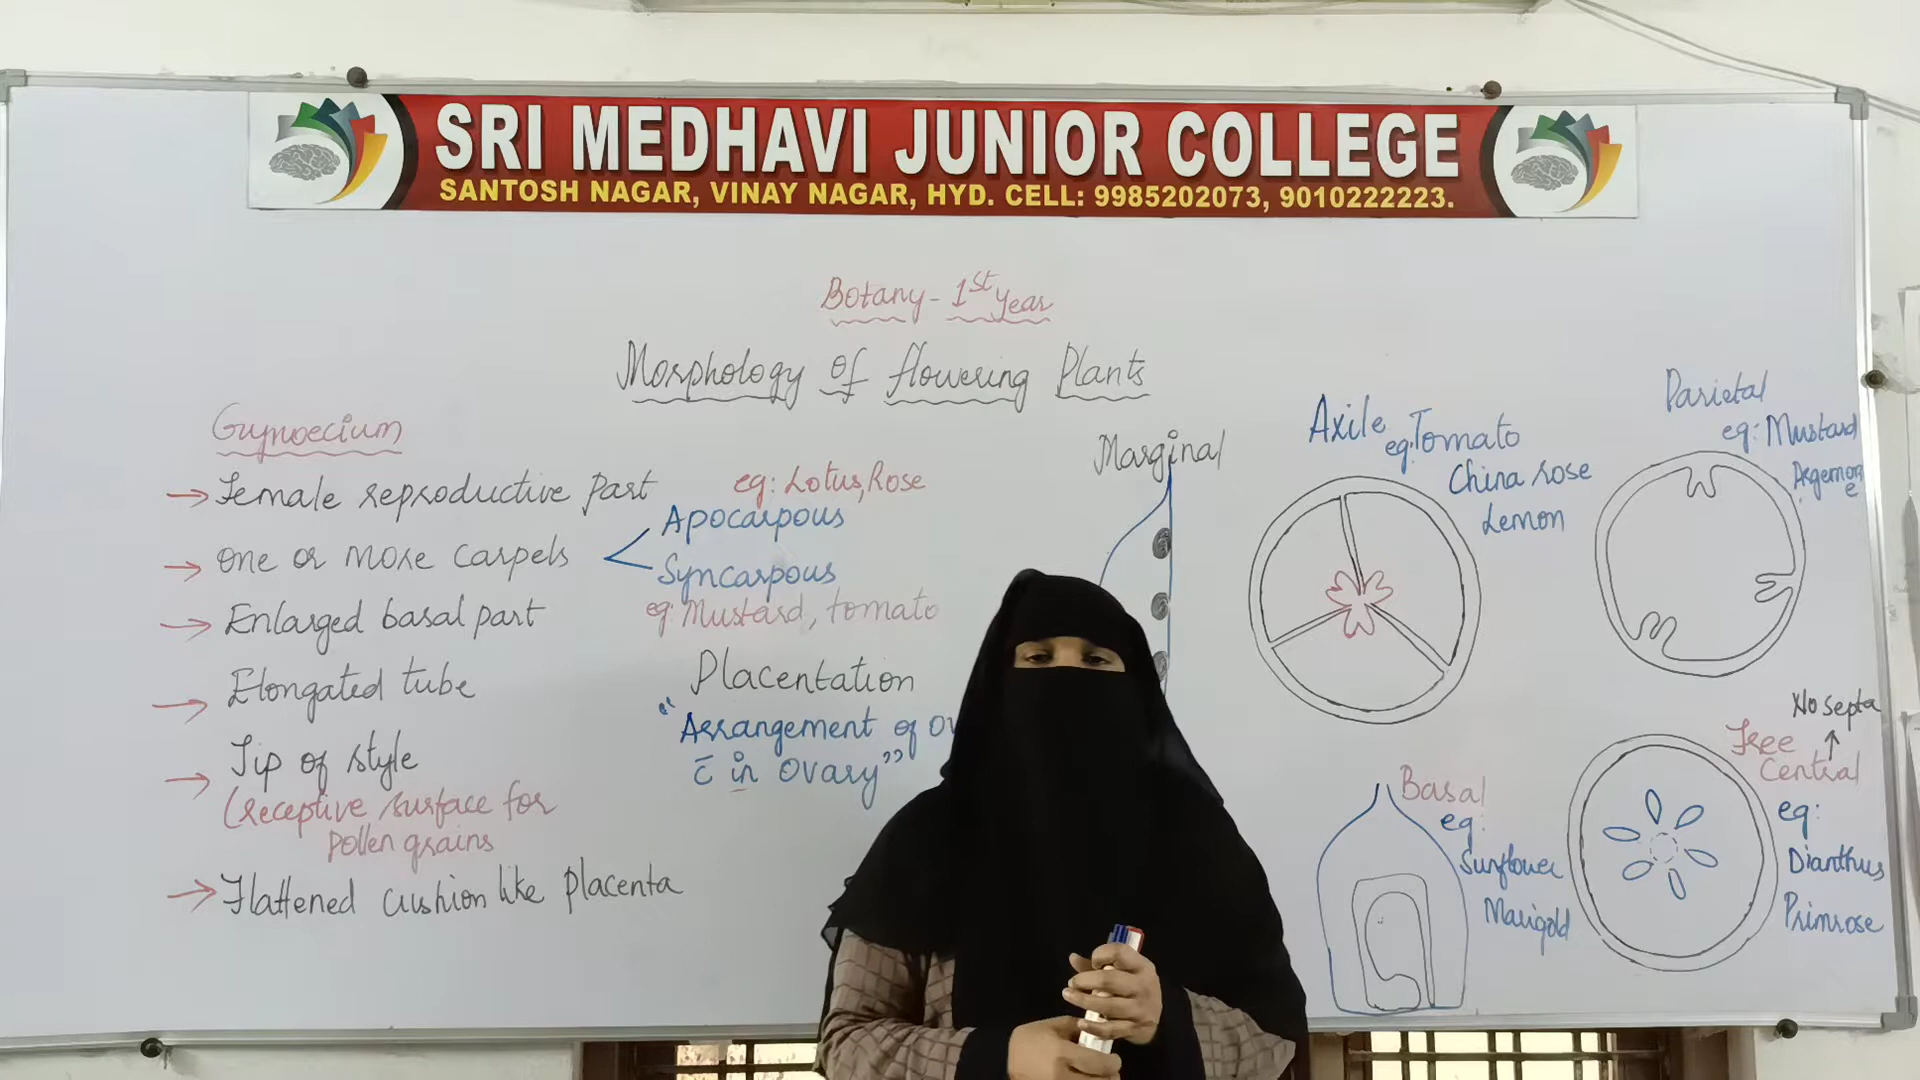 SRI MEDHAVI JUNIOR COLLEGE
SANTOSH NAGAR, VINAY NAGAR, HYD. CELL: 9985202073, 9010222223.
Botany - 1st Year
Morphology of flowering Plants
Gynoecium
→ Female reproductive part
→ One or more carpels
→ Enlarged basal part
→ Elongated tube
→ Tip of style
(receptive surface for
pollen grains
→ Flattened cushion like placenta
eg: Lotus, Rose
Apocarpous
Syncarpous
eg: Mustard, tomato
Placentation
"Arrangement of
c̄ in Ovary"
Marginal
Axile
eg: Tomato
China rose
Lemon
Parietal
eg: Mustard
Argemone
Basal
eg:
Sunflower
Marigold
No septa
↑
Free
Central
eg:
Dianthus
Primrose